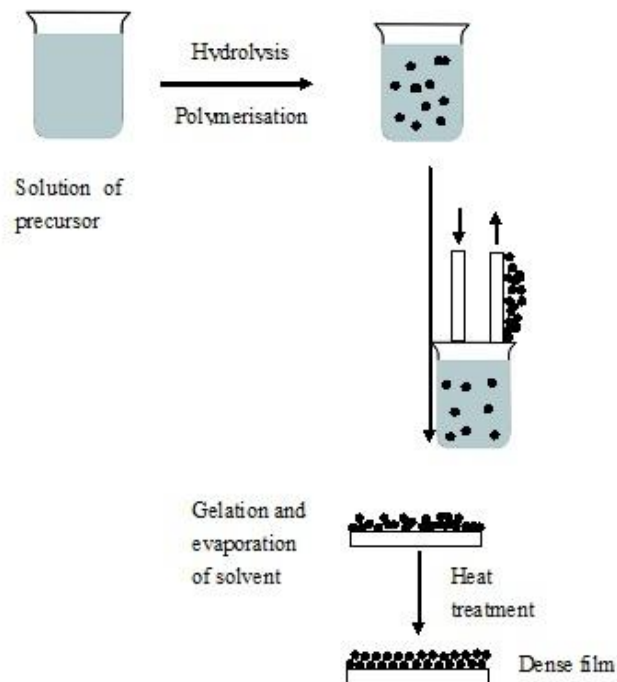 Hydrolysis
Polymerisation
Solution of
precursor
Gelation and
evaporation
of solvent
Heat
treatment
Dense film